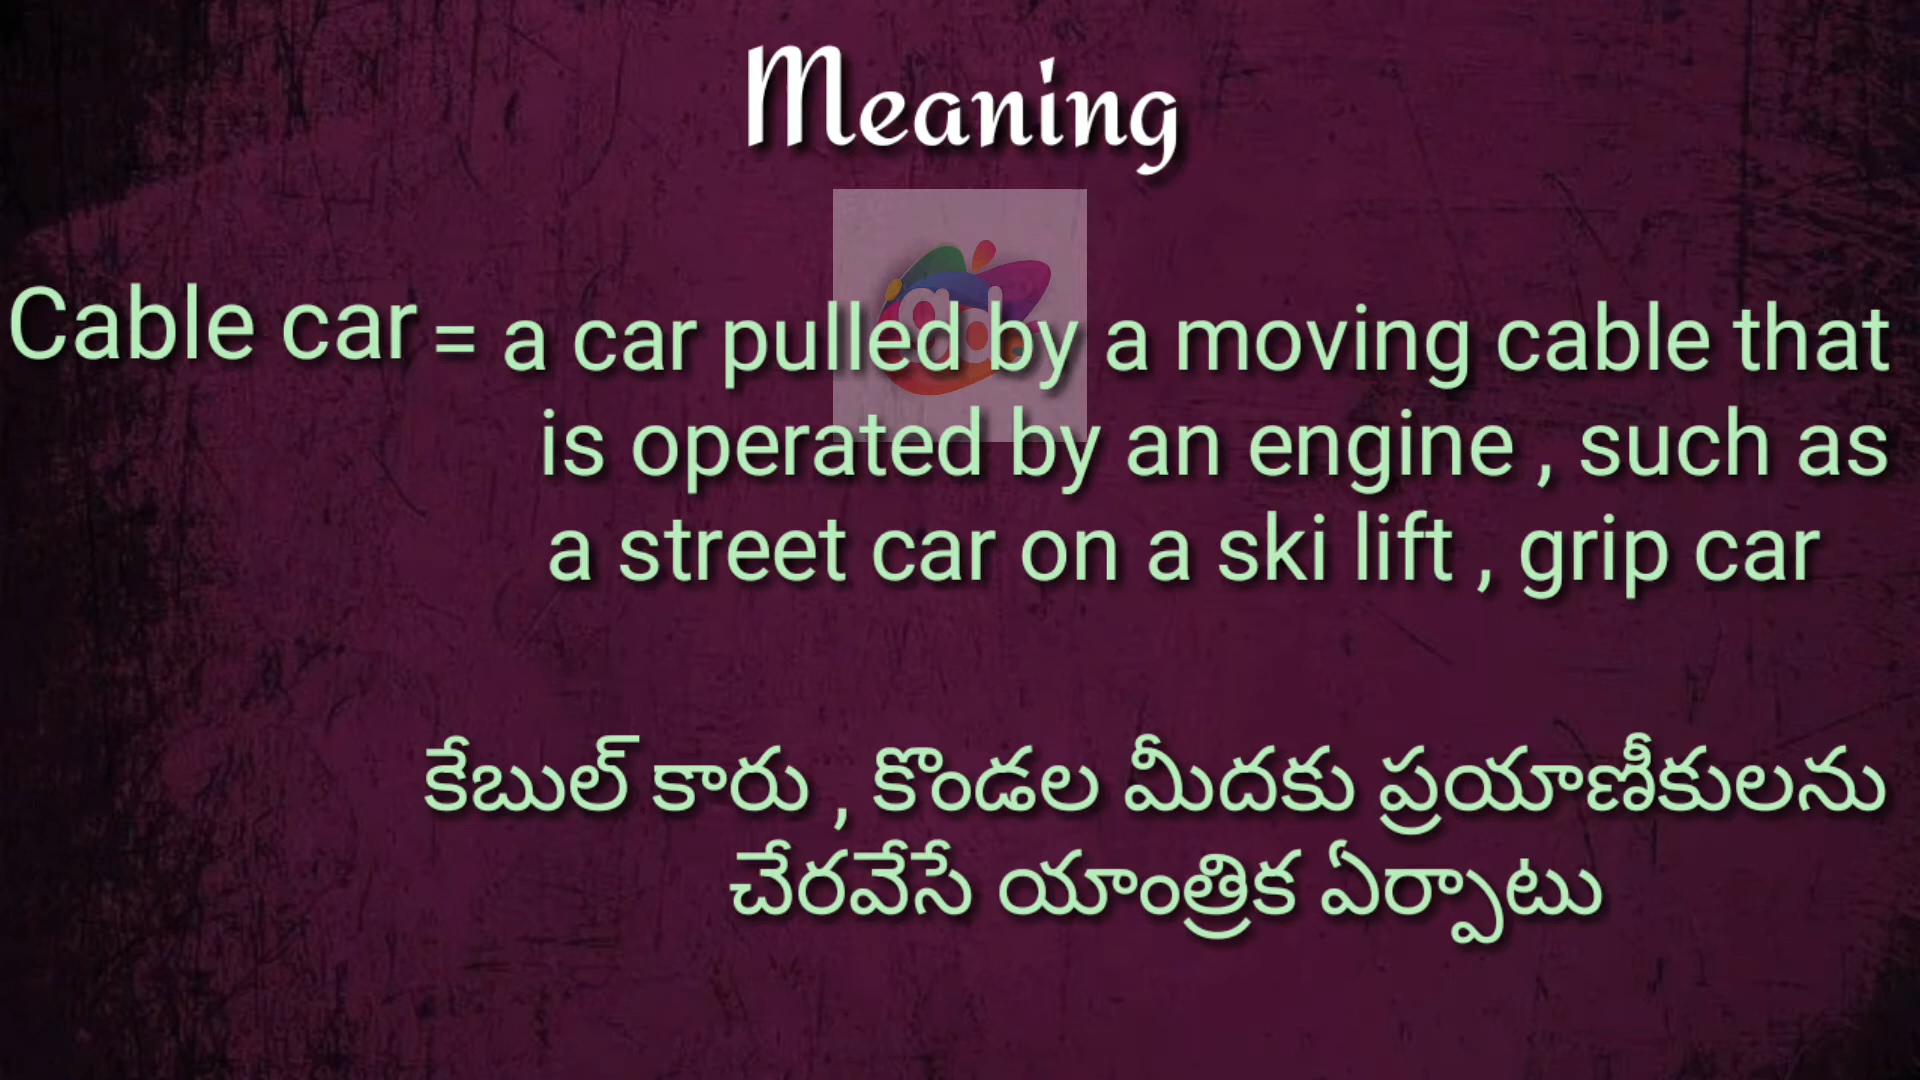 Meaning
Cable car = a car pulled by a moving cable that
is operated by an engine , such as
a street car on a ski lift , grip car
కేబుల్ కారు , కొండల మీదకు ప్రయాణీకులను
చేరవేసే యాంత్రిక ఏర్పాటు